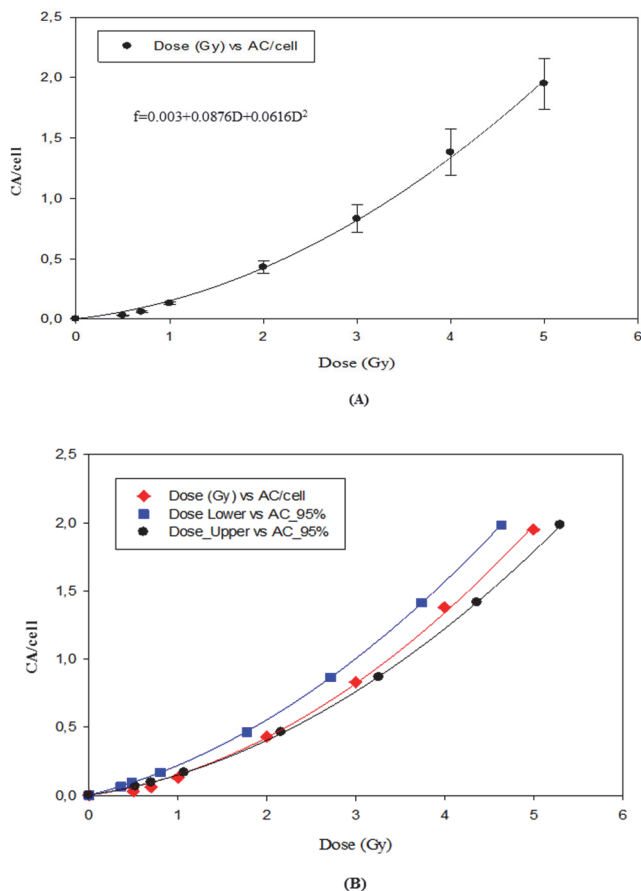 2,5
Dose (Gy) vs AC/cell
2,0
f=0.003+0.0876D+0.0616D²
1,5
CA/cell
1,0
0,5
0,0
0 1 2 3 4 5 6
Dose (Gy)
(A)
2,5
Dose (Gy) vs AC/cell
Dose Lower vs AC_95%
Dose_Upper vs AC_95%
2,0
1,5
CA/cell
1,0
0,5
0,0
0 1 2 3 4 5 6
Dose (Gy)
(B)